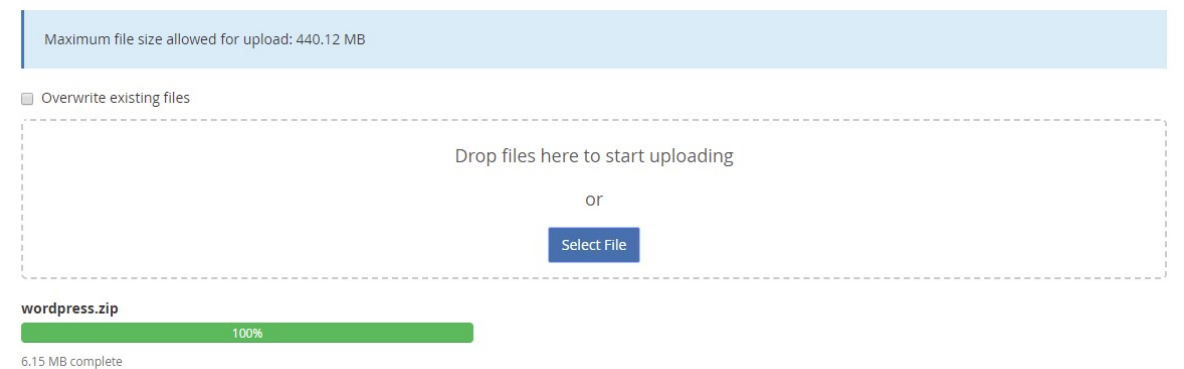 Maximum file size allowed for upload: 440.12 MB
Overwrite existing files
Drop files here to start uploading
or
Select File
wordpress.zip
100%
6.15 MB complete